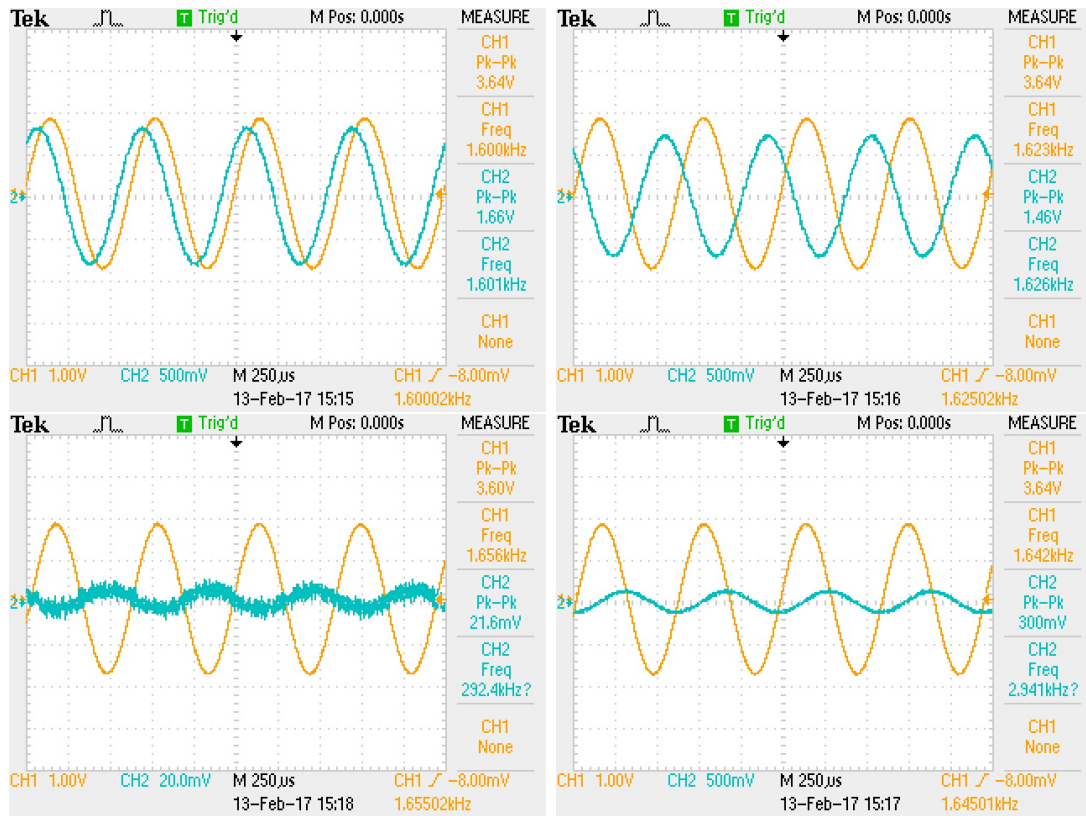 Tek Trig'd M Pos: 0.000s MEASURE
CH1
Pk-Pk
3.64V
CH1
Freq
1.600kHz
CH2
Pk-Pk
1.66V
CH2
Freq
1.601kHz
CH1
None
2
CH1 1.00V CH2 500mV M 250µs CH1 -8.00mV
13-Feb-17 15:15 1.60002kHz
Tek Trig'd M Pos: 0.000s MEASURE
CH1
Pk-Pk
3.64V
CH1
Freq
1.623kHz
CH2
Pk-Pk
1.46V
CH2
Freq
1.626kHz
CH1
None
2
CH1 1.00V CH2 500mV M 250µs CH1 -8.00mV
13-Feb-17 15:16 1.62502kHz
Tek Trig'd M Pos: 0.000s MEASURE
CH1
Pk-Pk
3.60V
CH1
Freq
1.656kHz
CH2
Pk-Pk
21.6mV
CH2
Freq
292.4kHz?
CH1
None
2
CH1 1.00V CH2 20.0mV M 250µs CH1 -8.00mV
13-Feb-17 15:18 1.65502kHz
Tek Trig'd M Pos: 0.000s MEASURE
CH1
Pk-Pk
3.64V
CH1
Freq
1.642kHz
CH2
Pk-Pk
300mV
CH2
Freq
2.941kHz?
CH1
None
2
CH1 1.00V CH2 500mV M 250µs CH1 -8.00mV
13-Feb-17 15:17 1.64501kHz